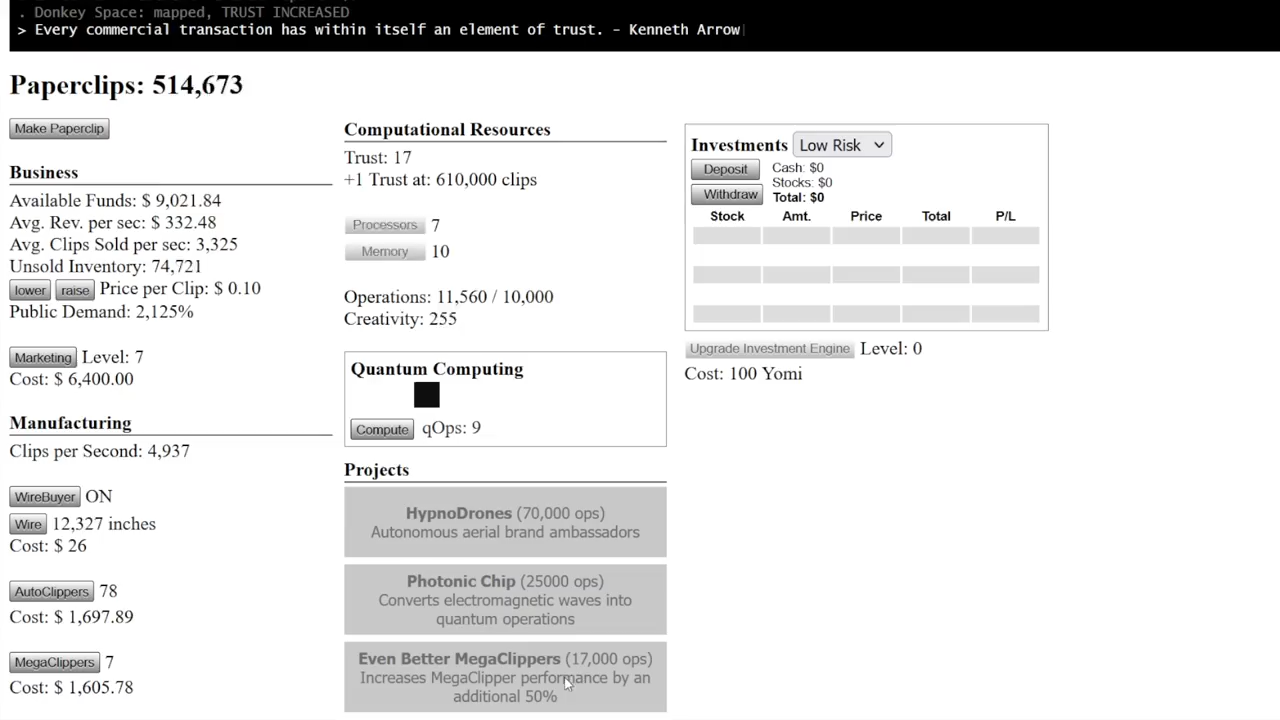 . Donkey Space: mapped, TRUST INCREASED
> Every commercial transaction has within itself an element of trust. – Kenneth Arrow
Paperclips: 514,673
Make Paperclip
Business
Available Funds: $ 9,021.84
Avg. Rev. per sec: $ 332.48
Avg. Clips Sold per sec: 3,325
Unsold Inventory: 74,721
lower raise Price per Clip: $ 0.10
Public Demand: 2,125%
Marketing Level: 7
Cost: $ 6,400.00
Manufacturing
Clips per Second: 4,937
WireBuyer ON
Wire 12,327 inches
Cost: $ 26
AutoClippers 78
Cost: $ 1,697.89
MegaClippers 7
Cost: $ 1,605.78
Computational Resources
Trust: 17
+1 Trust at: 610,000 clips
Processors 7
Memory 10
Operations: 11,560 / 10,000
Creativity: 255
Quantum Computing
Compute qOps: 9
Projects
HypnoDrones (70,000 ops)
Autonomous aerial brand ambassadors
Photonic Chip (25000 ops)
Converts electromagnetic waves into
quantum operations
Even Better MegaClippers (17,000 ops)
Increases MegaClipper performance by an
additional 50%
Investments Low Risk
Deposit Cash: $0
Stocks: $0
Withdraw Total: $0
Stock Amt. Price Total P/L
Upgrade Investment Engine Level: 0
Cost: 100 Yomi